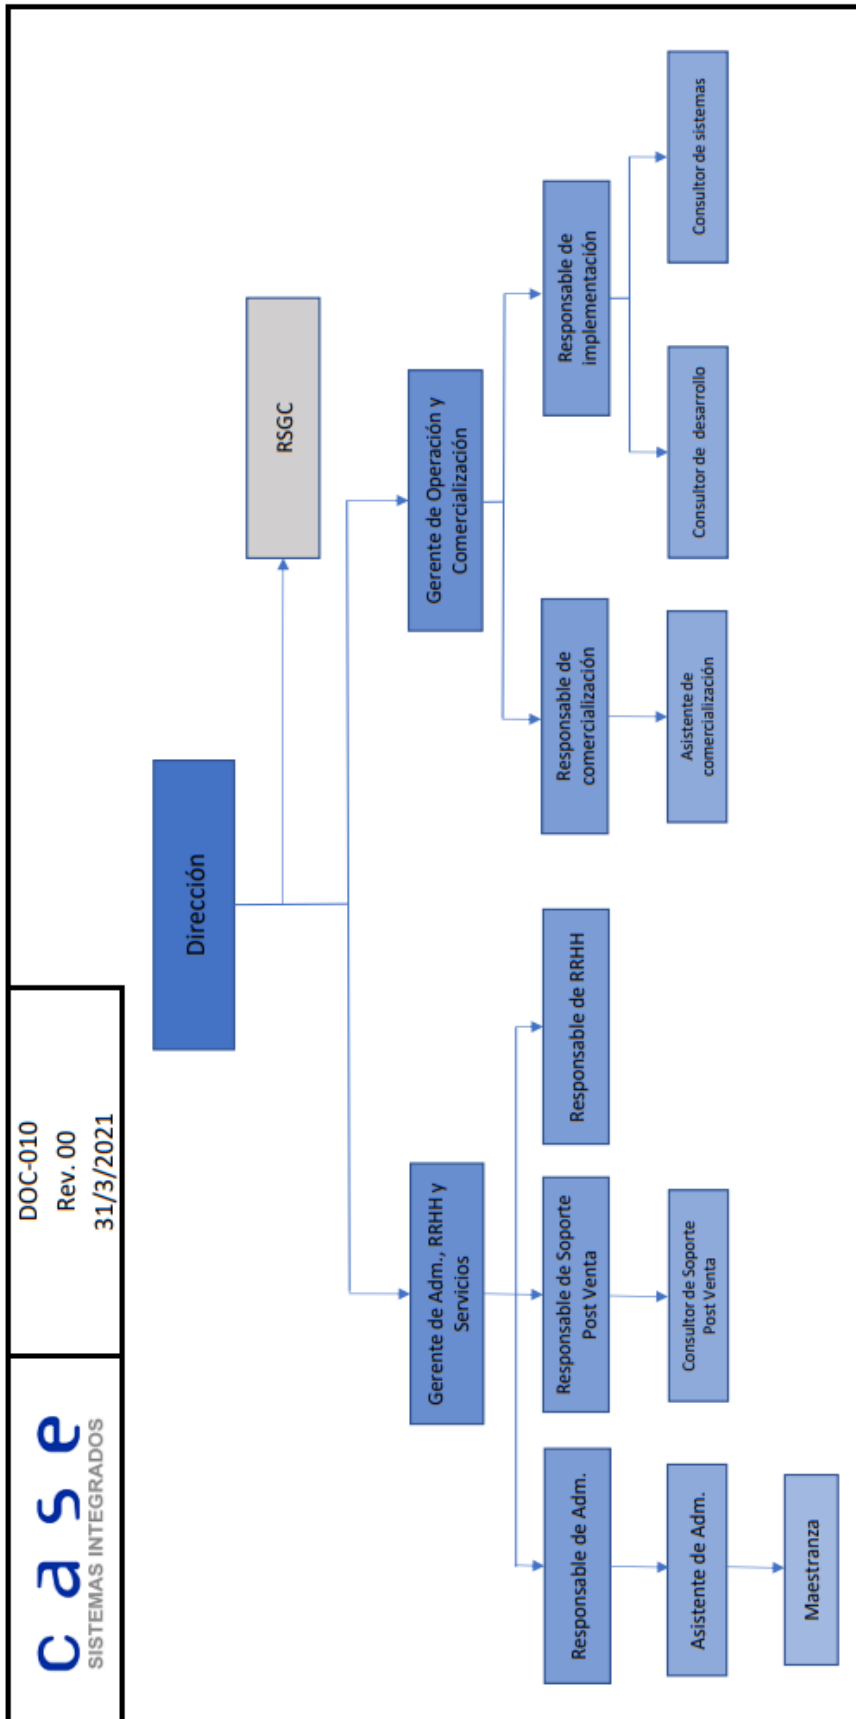 c a s e
SISTEMAS INTEGRADOS
DOC-010
Rev. 00
31/3/2021
Dirección
RSGC
Gerente de Adm., RRHH y
Servicios
Gerente de Operación y
Comercialización
Responsable de Adm.
Responsable de Soporte
Post Venta
Responsable de RRHH
Responsable de
comercialización
Responsable de
implementación
Asistente de Adm.
Consultor de Soporte
Post Venta
Asistente de
comercialización
Consultor de desarrollo
Consultor de sistemas
Maestranza